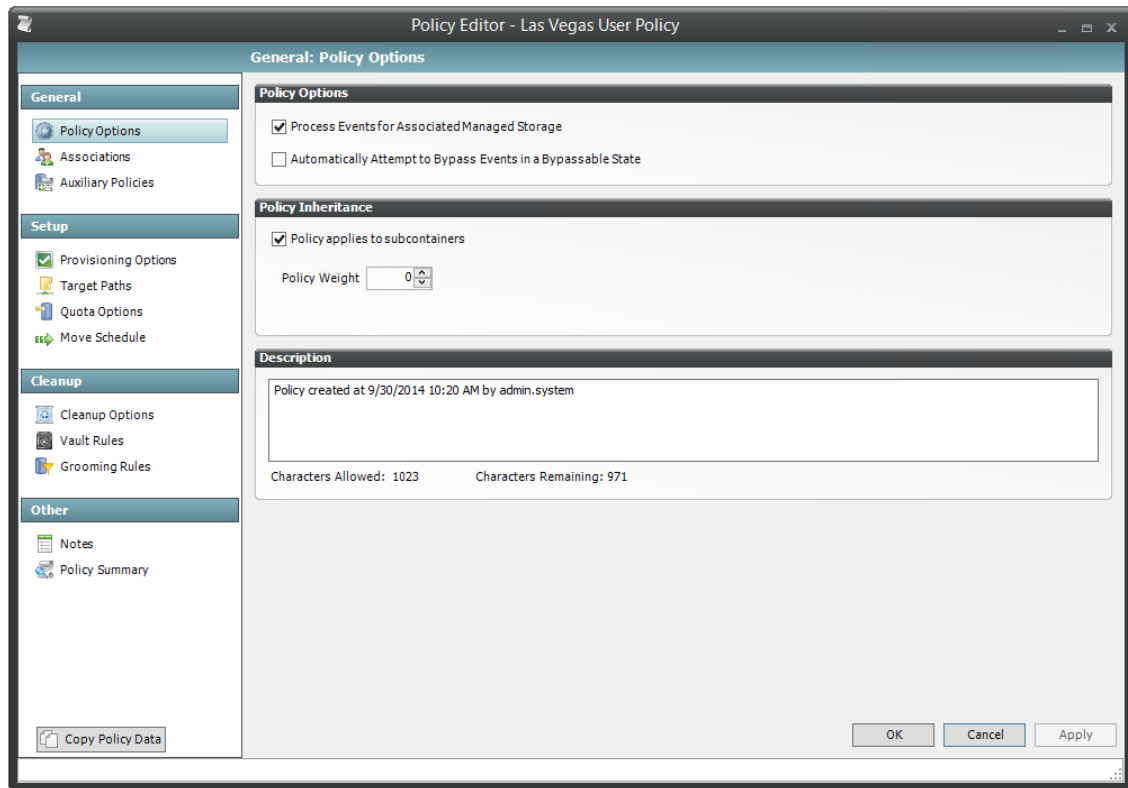 Policy Editor - Las Vegas User Policy
General: Policy Options
General
Policy Options
Associations
Auxiliary Policies
Setup
Provisioning Options
Target Paths
Quota Options
Move Schedule
Cleanup
Cleanup Options
Vault Rules
Grooming Rules
Other
Notes
Policy Summary
Copy Policy Data
Policy Options
Process Events for Associated Managed Storage
Automatically Attempt to Bypass Events in a Bypassable State
Policy Inheritance
Policy applies to subcontainers
Policy Weight 0
Description
Policy created at 9/30/2014 10:20 AM by admin.system
Characters Allowed: 1023 Characters Remaining: 971
OK Cancel Apply